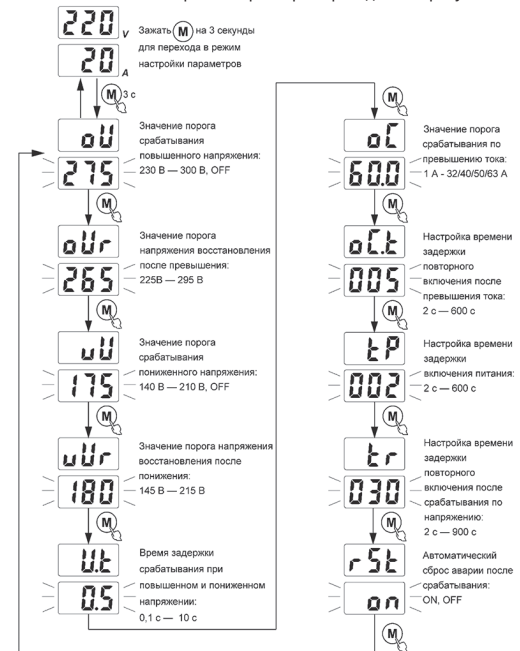 220 V
20 A
Зажать M на 3 секунды
для перехода в режим
настройки параметров
M 3 с
oU
275
Значение порога
срабатывания
повышенного напряжения:
230 В — 300 В, OFF
M
oUr
265
Значение порога
напряжения восстановления
после превышения:
225В — 295 В
M
uU
175
Значение порога
срабатывания
пониженного напряжения:
140 В — 210 В, OFF
M
uUr
180
Значение порога напряжения
восстановления после
понижения:
145 В — 215 В
M
U.t
0.5
Время задержки
срабатывания при
повышенном и пониженном
напряжении:
0,1 с — 10 с
M
oC
60.0
Значение порога
срабатывания по
превышению тока:
1 А - 32/40/50/63 А
M
oC.t
005
Настройка времени
задержки
повторного
включения после
превышения тока:
2 с — 600 с
M
tP
002
Настройка времени
задержки
включения питания:
2 с — 600 с
M
tr
030
Настройка времени
задержки
повторного
включения после
срабатывания по
напряжению:
2 с — 900 с
M
rSt
on
Автоматический
сброс аварии после
срабатывания:
ON, OFF
M